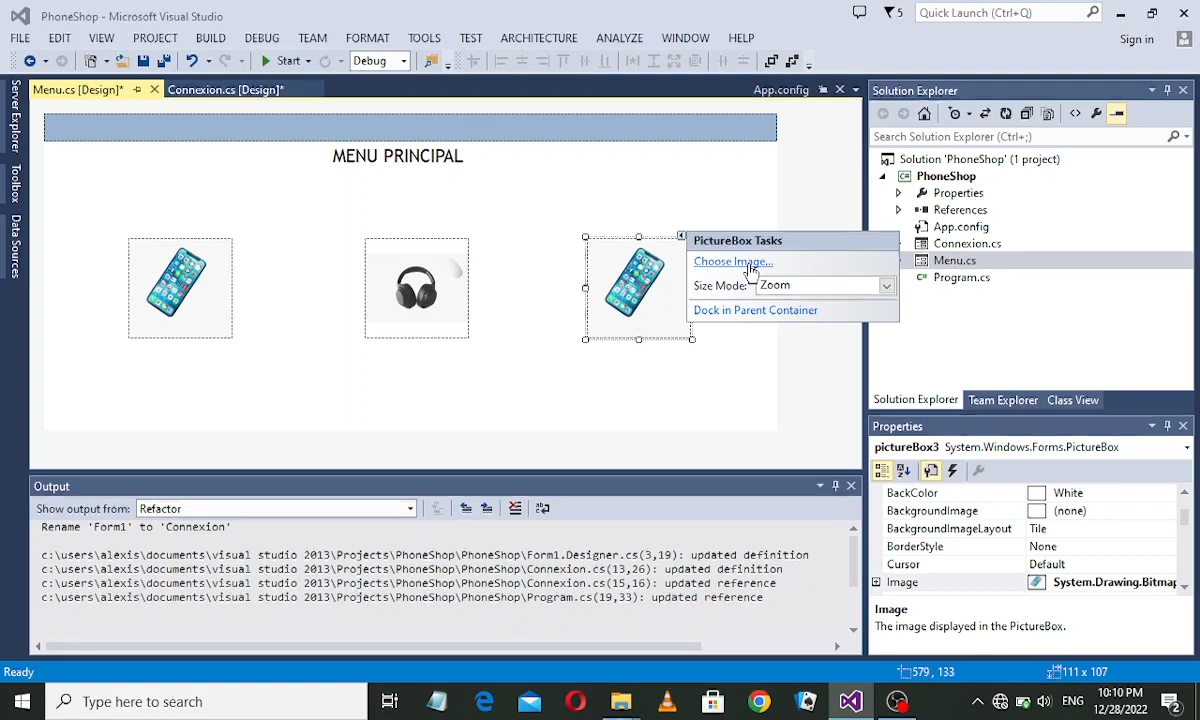 PhoneShop - Microsoft Visual Studio
5
Quick Launch (Ctrl+Q)
FILE EDIT VIEW PROJECT BUILD DEBUG TEAM FORMAT TOOLS TEST ARCHITECTURE ANALYZE WINDOW HELP
Sign in
Start
Debug
Menu.cs [Design]*
Connexion.cs [Design]*
App.config
Server Explorer
Toolbox
Data Sources
MENU PRINCIPAL
PictureBox Tasks
Choose Image...
Size Mode: Zoom
Dock in Parent Container
Solution Explorer
Search Solution Explorer (Ctrl+;)
Solution 'PhoneShop' (1 project)
PhoneShop
Properties
References
App.config
Connexion.cs
Menu.cs
Program.cs
Solution Explorer Team Explorer Class View
Properties
pictureBox3 System.Windows.Forms.PictureBox
BackColor White
BackgroundImage (none)
BackgroundImageLayout Tile
BorderStyle None
Cursor Default
Image System.Drawing.Bitmap
Image
The image displayed in the PictureBox.
Output
Show output from: Refactor
Rename 'Form1' to 'Connexion'
c:\users\alexis\documents\visual studio 2013\Projects\PhoneShop\PhoneShop\Form1.Designer.cs(3,19): updated definition
c:\users\alexis\documents\visual studio 2013\Projects\PhoneShop\PhoneShop\Connexion.cs(13,26): updated definition
c:\users\alexis\documents\visual studio 2013\Projects\PhoneShop\PhoneShop\Connexion.cs(15,16): updated reference
c:\users\alexis\documents\visual studio 2013\Projects\PhoneShop\PhoneShop\Program.cs(19,33): updated reference
Ready
579 , 133
111 x 107
Type here to search
ENG
10:10 PM
12/28/2022
2